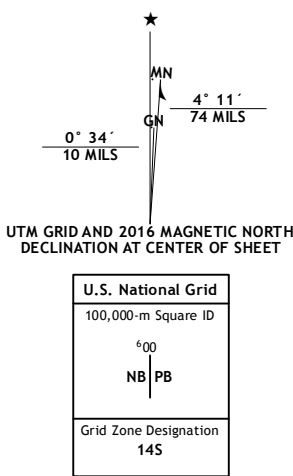 ★
MN
4° 11´
74 MILS
GN
0° 34´
10 MILS
UTM GRID AND 2016 MAGNETIC NORTH
DECLINATION AT CENTER OF SHEET
U.S. National Grid
100,000-m Square ID
⁶00
NB PB
Grid Zone Designation
14S